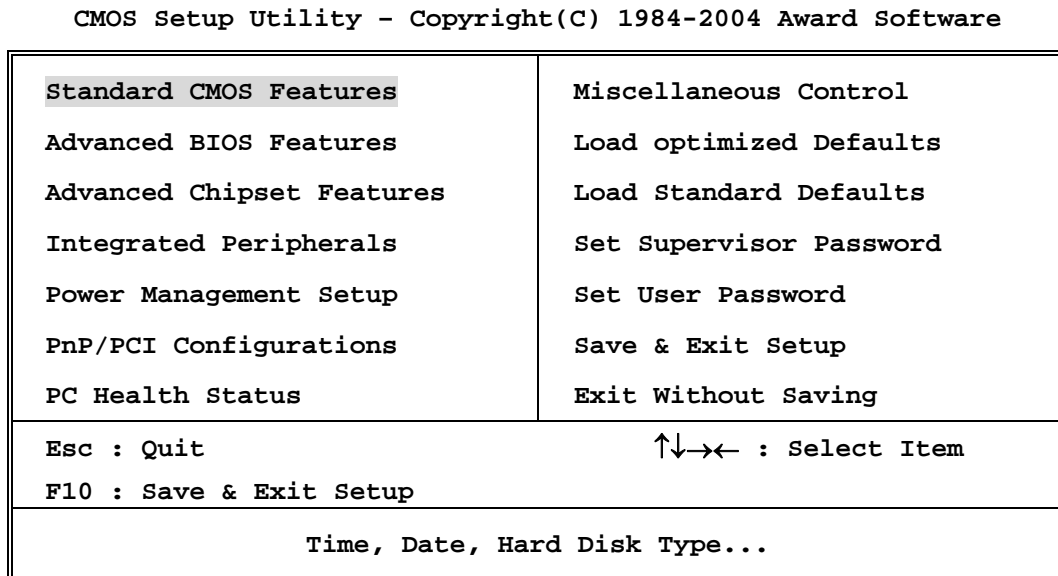 CMOS Setup Utility – Copyright(C) 1984-2004 Award Software
Standard CMOS Features
Advanced BIOS Features
Advanced Chipset Features
Integrated Peripherals
Power Management Setup
PnP/PCI Configurations
PC Health Status
Miscellaneous Control
Load optimized Defaults
Load Standard Defaults
Set Supervisor Password
Set User Password
Save & Exit Setup
Exit Without Saving
Esc : Quit
↑↓→← : Select Item
F10 : Save & Exit Setup
Time, Date, Hard Disk Type...